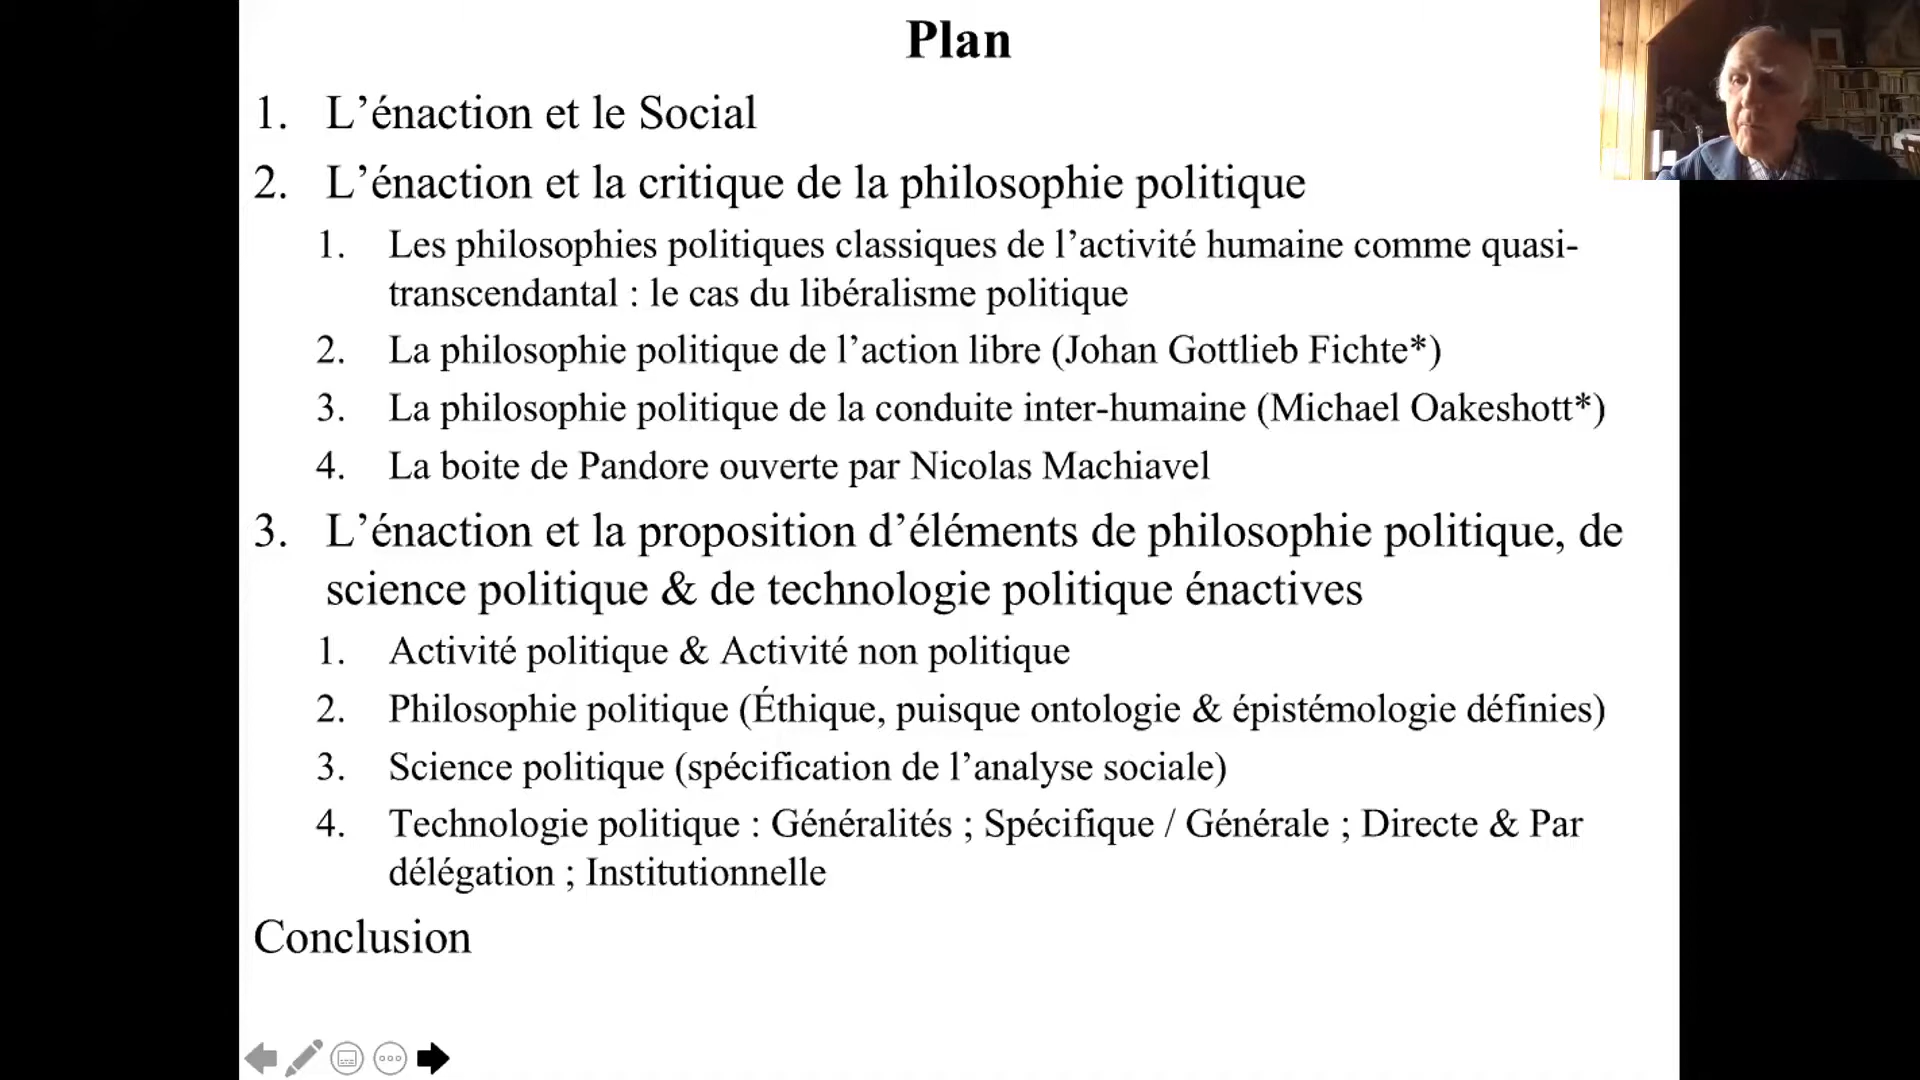 Plan
1. L’énaction et le Social
2. L’énaction et la critique de la philosophie politique
1. Les philosophies politiques classiques de l’activité humaine comme quasi-
transcendantal : le cas du libéralisme politique
2. La philosophie politique de l’action libre (Johan Gottlieb Fichte*)
3. La philosophie politique de la conduite inter-humaine (Michael Oakeshott*)
4. La boite de Pandore ouverte par Nicolas Machiavel
3. L’énaction et la proposition d’éléments de philosophie politique, de
science politique & de technologie politique énactives
1. Activité politique & Activité non politique
2. Philosophie politique (Éthique, puisque ontologie & épistémologie définies)
3. Science politique (spécification de l’analyse sociale)
4. Technologie politique : Généralités ; Spécifique / Générale ; Directe & Par
délégation ; Institutionnelle
Conclusion